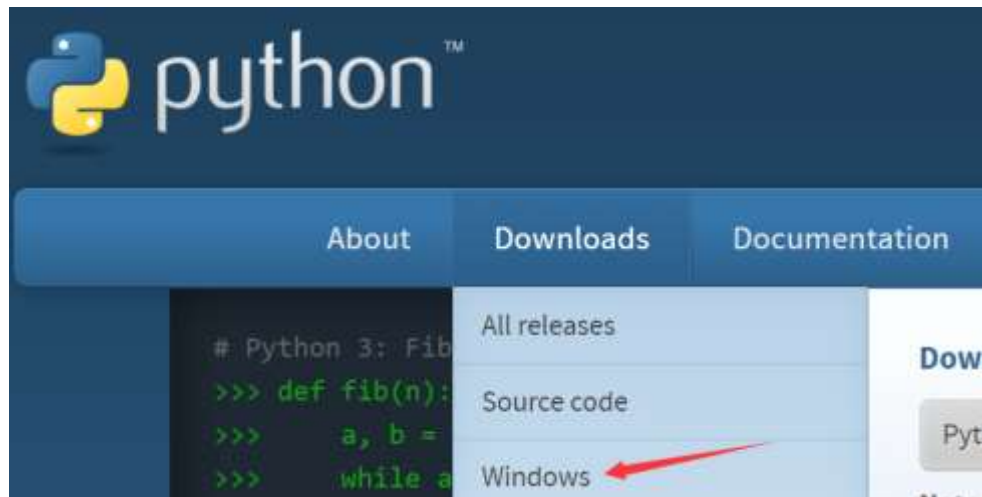 python™
About Downloads Documentation
# Python 3: Fib
>>> def fib(n):
>>> a, b =
>>> while a
All releases
Source code
Windows
Dow
Pyt